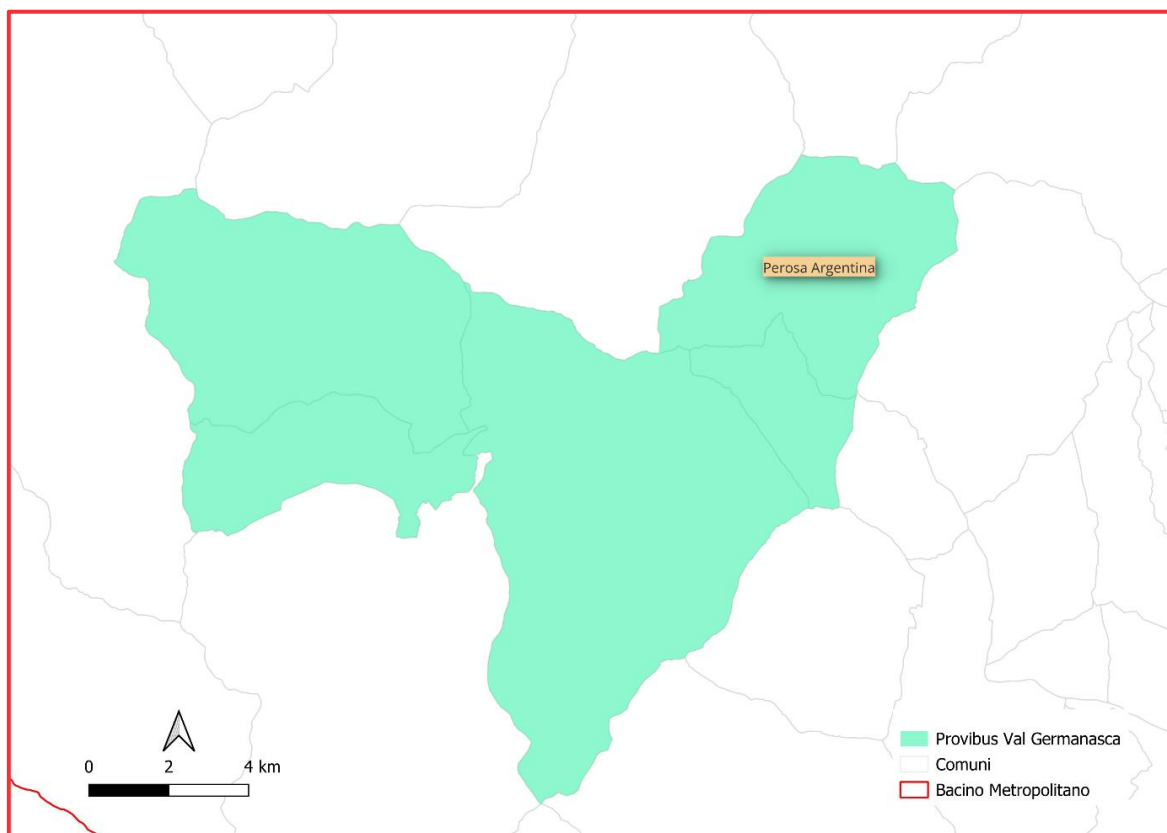 Perosa Argentina
0 2 4 km
Provibus Val Germanasca
Comuni
Bacino Metropolitano